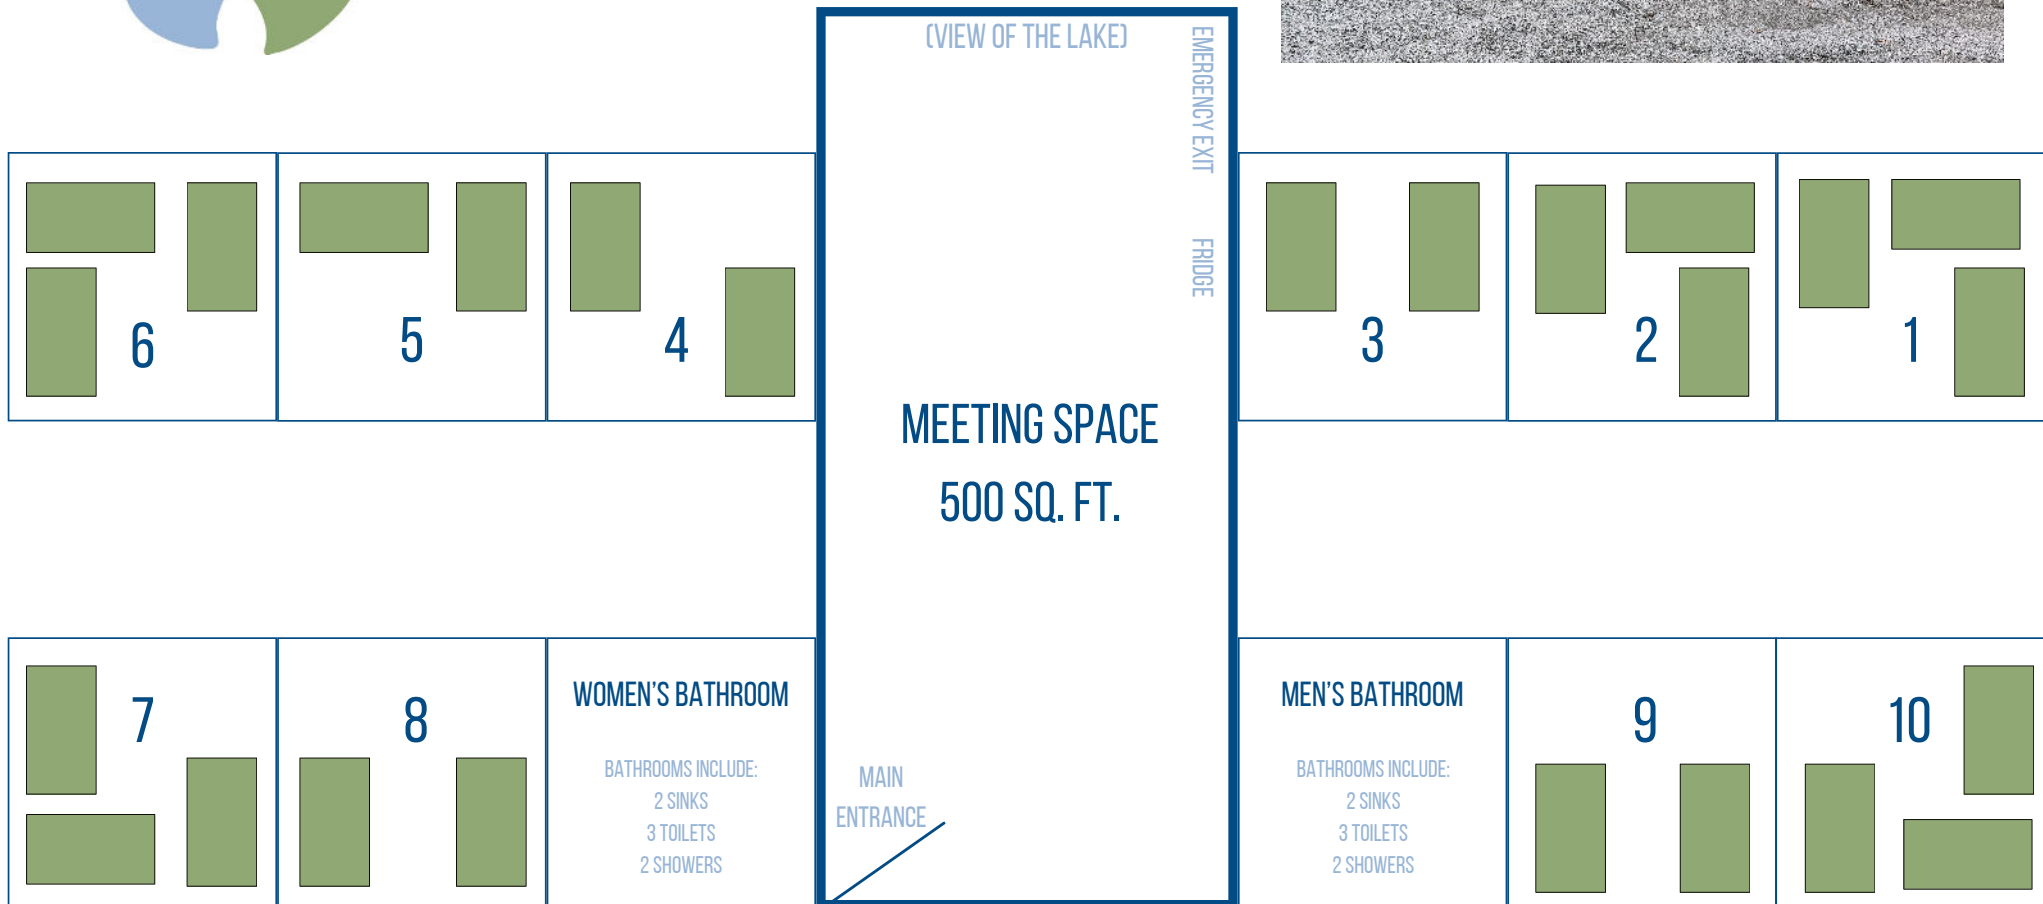 (VIEW OF THE LAKE)
EMERGENCY EXIT
FRIDGE
6
5
4
3
2
1
MEETING SPACE
500 SQ. FT.
7
8
WOMEN'S BATHROOM
BATHROOMS INCLUDE:
2 SINKS
3 TOILETS
2 SHOWERS
MAIN
ENTRANCE
MEN'S BATHROOM
BATHROOMS INCLUDE:
2 SINKS
3 TOILETS
2 SHOWERS
9
10